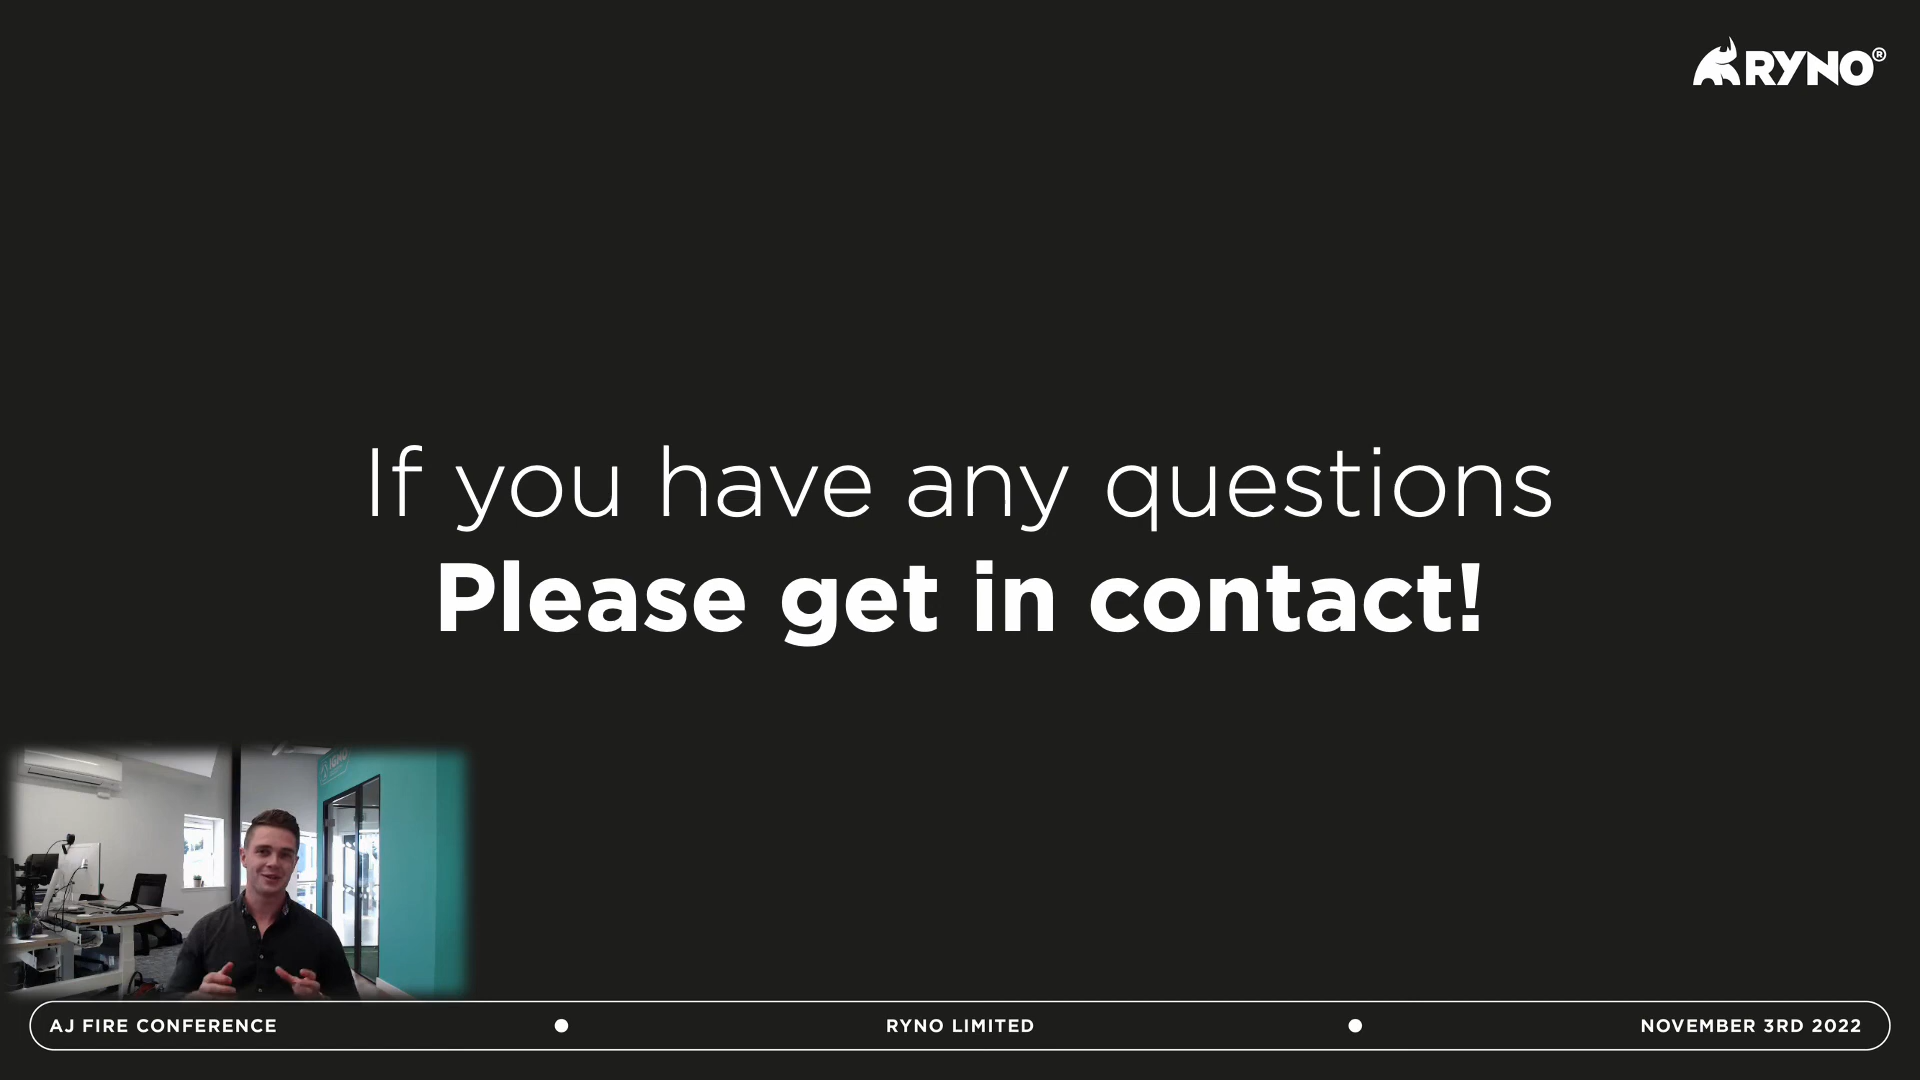 RYNO®
If you have any questions
Please get in contact!
AJ FIRE CONFERENCE
RYNO LIMITED
NOVEMBER 3RD 2022